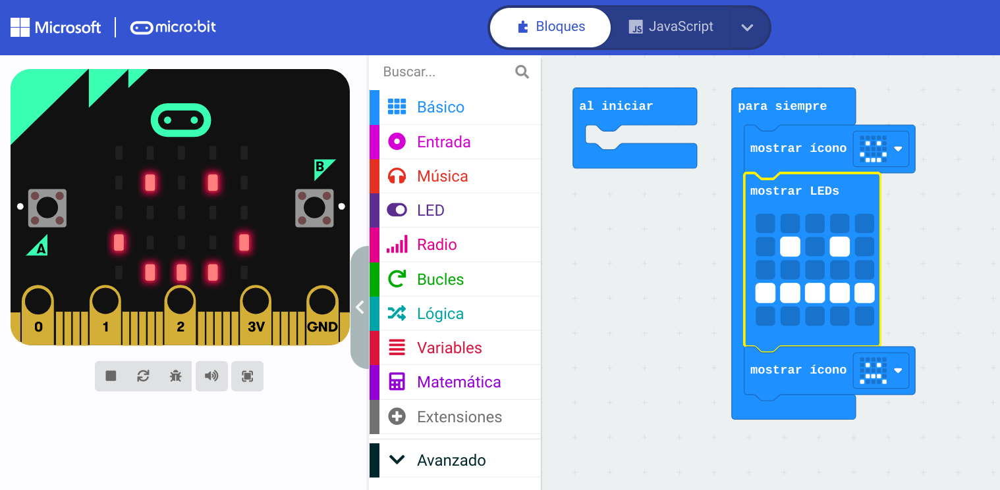 Microsoft
micro:bit
Bloques
JS
JavaScript
B
A
0
1
2
3V
GND
Buscar...
Básico
Entrada
Música
LED
Radio
Bucles
Lógica
Variables
Matemática
Extensiones
Avanzado
al iniciar
para siempre
mostrar ícono
mostrar LEDs
mostrar ícono